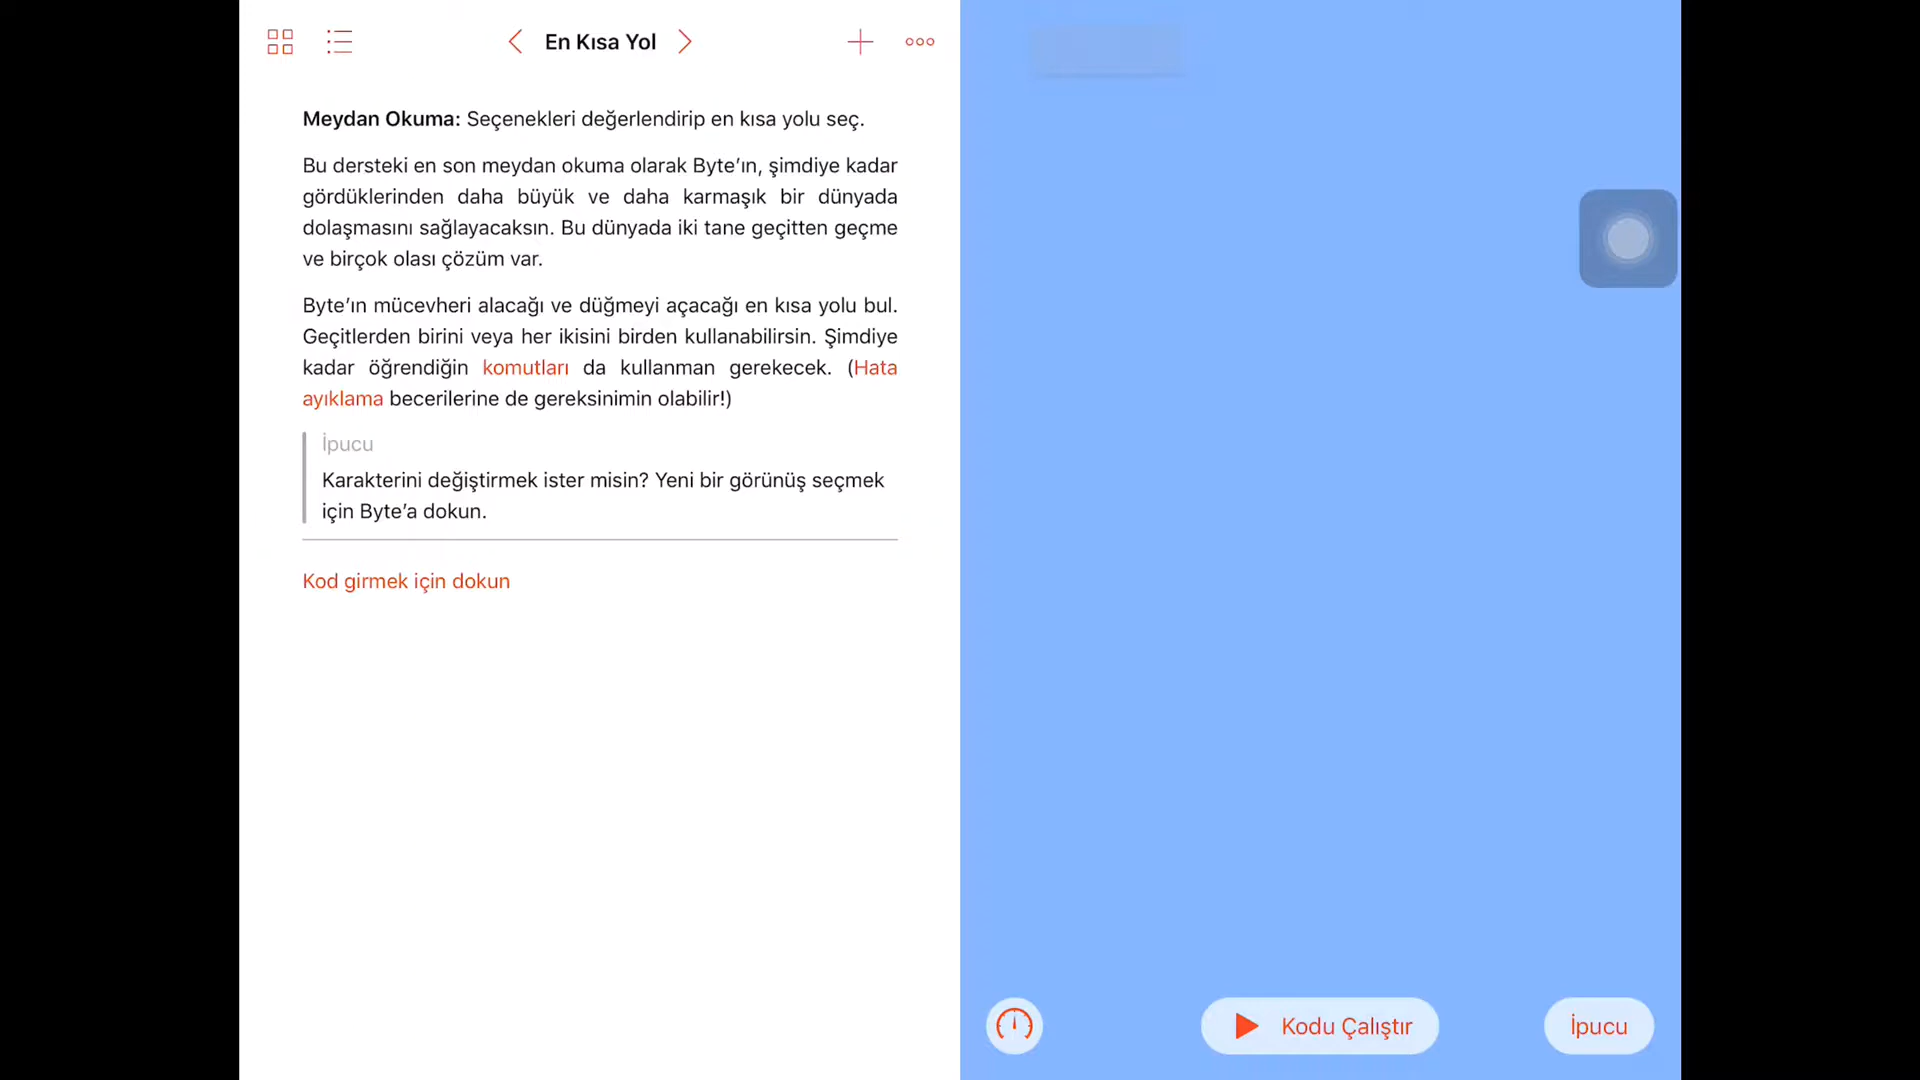 En Kısa Yol
Meydan Okuma: Seçenekleri değerlendirip en kısa yolu seç.
Bu dersteki en son meydan okuma olarak Byte’ın, şimdiye kadar
gördüklerinden daha büyük ve daha karmaşık bir dünyada
dolaşmasını sağlayacaksın. Bu dünyada iki tane geçitten geçme
ve birçok olası çözüm var.
Byte’ın mücevheri alacağı ve düğmeyi açacağı en kısa yolu bul.
Geçitlerden birini veya her ikisini birden kullanabilirsin. Şimdiye
kadar öğrendiğin komutları da kullanman gerekecek. (Hata
ayıklama becerilerine de gereksinimin olabilir!)
İpucu
Karakterini değiştirmek ister misin? Yeni bir görünüş seçmek
için Byte’a dokun.
Kod girmek için dokun
Kodu Çalıştır
İpucu